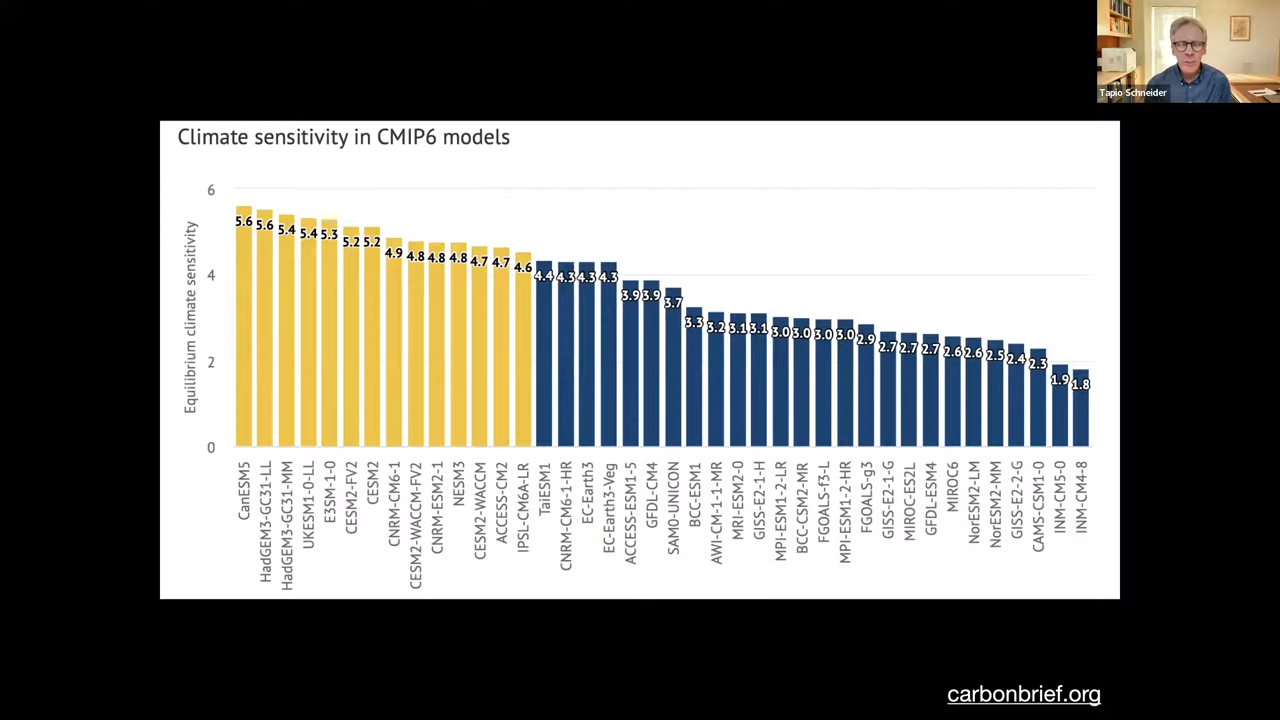 Tapio Schneider
Climate sensitivity in CMIP6 models
Equilibrium climate sensitivity
6
4
2
0
5.6
5.6
5.4
5.4
5.3
5.2
5.2
4.9
4.8
4.8
4.8
4.7
4.7
4.6
4.4
4.3
4.3
4.3
3.9
3.9
3.7
3.3
3.2
3.1
3.1
3.0
3.0
3.0
3.0
2.9
2.7
2.7
2.7
2.6
2.6
2.5
2.4
2.3
1.9
1.8
CanESM5
HadGEM3-GC31-LL
HadGEM3-GC31-MM
UKESM1-0-LL
E3SM-1-0
CESM2-FV2
CESM2
CNRM-CM6-1
CESM2-WACCM-FV2
CNRM-ESM2-1
NESM3
CESM2-WACCM
ACCESS-CM2
IPSL-CM6A-LR
TaiESM1
CNRM-CM6-1-HR
EC-Earth3
EC-Earth3-Veg
ACCESS-ESM1-5
GFDL-CM4
SAM0-UNICON
BCC-ESM1
AWI-CM-1-1-MR
MRI-ESM2-0
GISS-E2-1-H
MPI-ESM1-2-LR
BCC-CSM2-MR
FGOALS-f3-L
MPI-ESM1-2-HR
FGOALS-g3
GISS-E2-1-G
MIROC-ES2L
GFDL-ESM4
MIROC6
NorESM2-LM
NorESM2-MM
GISS-E2-2-G
CAMS-CSM1-0
INM-CM5-0
INM-CM4-8
carbonbrief.org